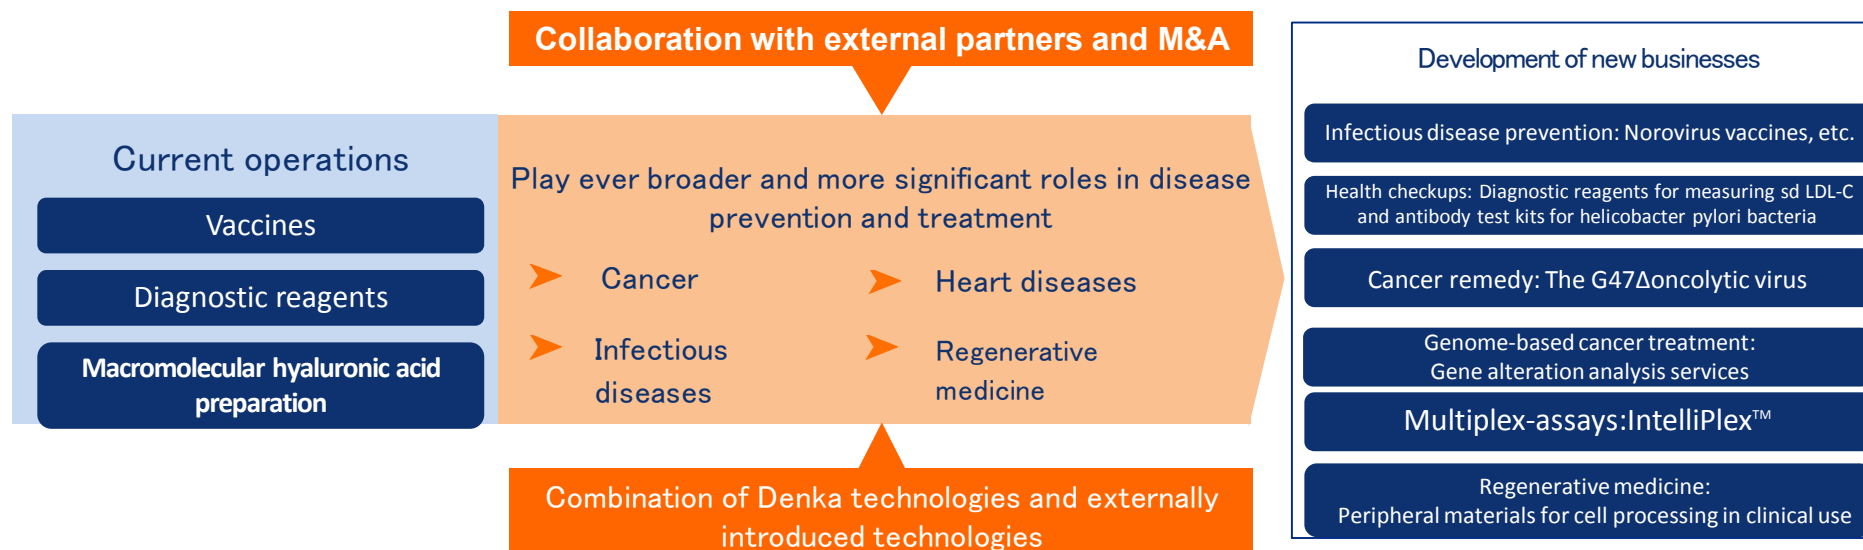 Collaboration with external partners and M&A
Current operations
Vaccines
Diagnostic reagents
Macromolecular hyaluronic acid
preparation
Play ever broader and more significant roles in disease
prevention and treatment
➤ Cancer
➤ Heart diseases
➤ Infectious
diseases
➤ Regenerative
medicine
Combination of Denka technologies and externally
introduced technologies
Development of new businesses
Infectious disease prevention: Norovirus vaccines, etc.
Health checkups: Diagnostic reagents for measuring sd LDL-C
and antibody test kits for helicobacter pylori bacteria
Cancer remedy: The G47Δoncolytic virus
Genome-based cancer treatment:
Gene alteration analysis services
Multiplex-assays:IntelliPlex™
Regenerative medicine:
Peripheral materials for cell processing in clinical use